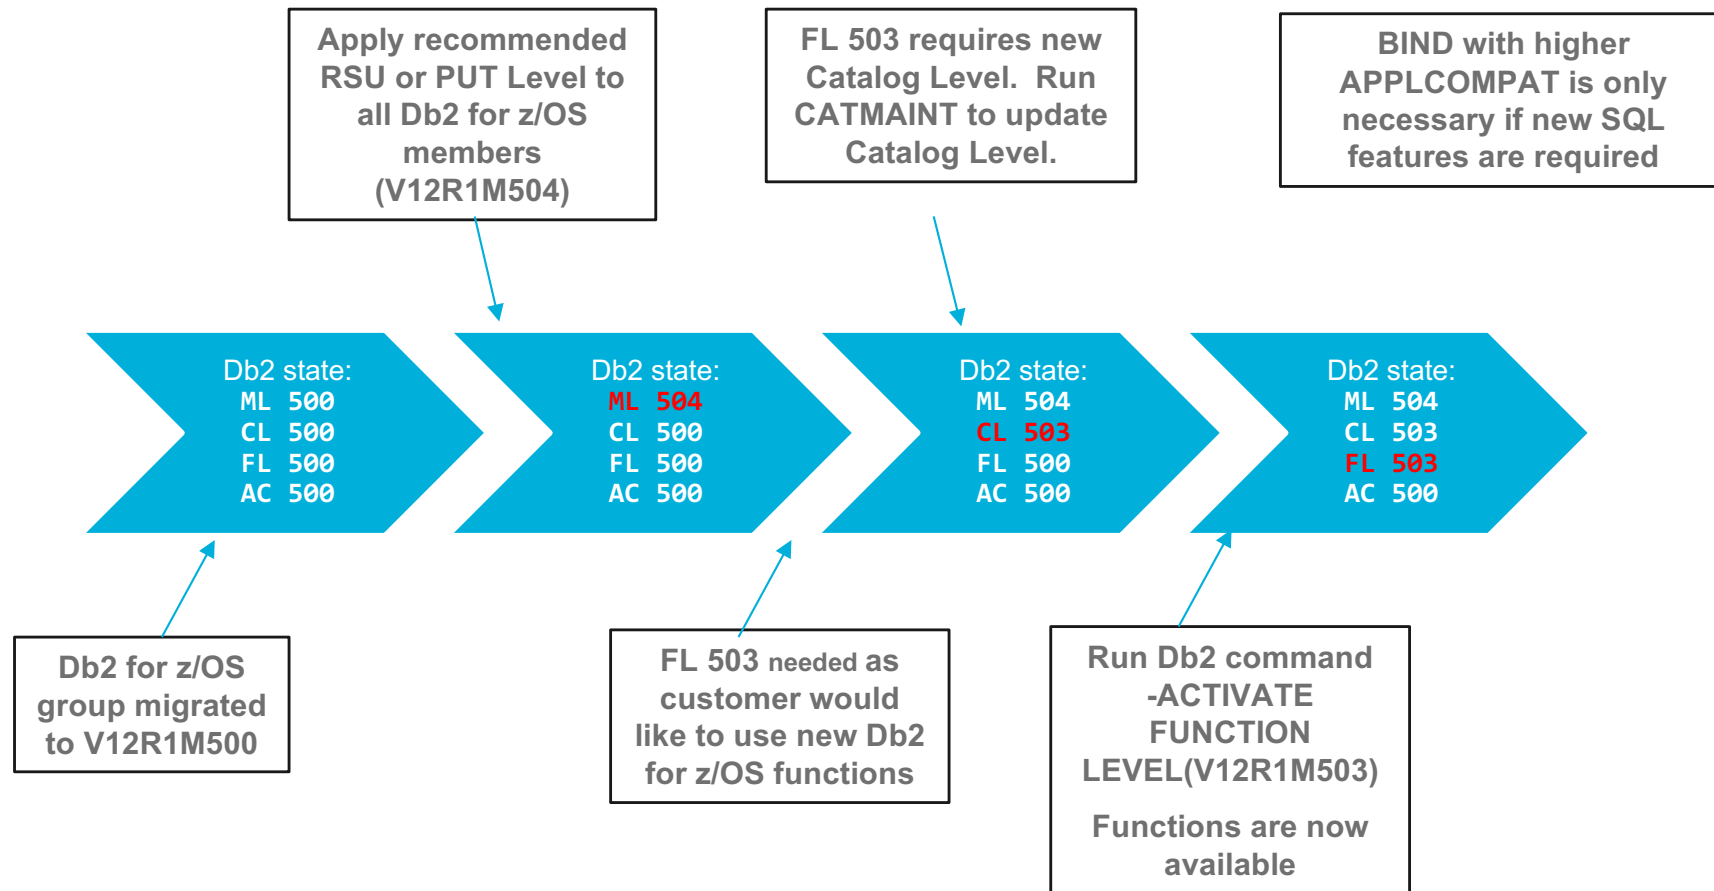 Apply recommended
RSU or PUT Level to
all Db2 for z/OS
members
(V12R1M504)
FL 503 requires new
Catalog Level.  Run
CATMAINT to update
Catalog Level.
BIND with higher
APPLCOMPAT is only
necessary if new SQL
features are required
Db2 state:
ML 500
CL 500
FL 500
AC 500
Db2 state:
ML 504
CL 500
FL 500
AC 500
Db2 state:
ML 504
CL 503
FL 500
AC 500
Db2 state:
ML 504
CL 503
FL 503
AC 500
Db2 for z/OS
group migrated
to V12R1M500
FL 503 needed as
customer would
like to use new Db2
for z/OS functions
Run Db2 command
-ACTIVATE
FUNCTION
LEVEL(V12R1M503)
Functions are now
available